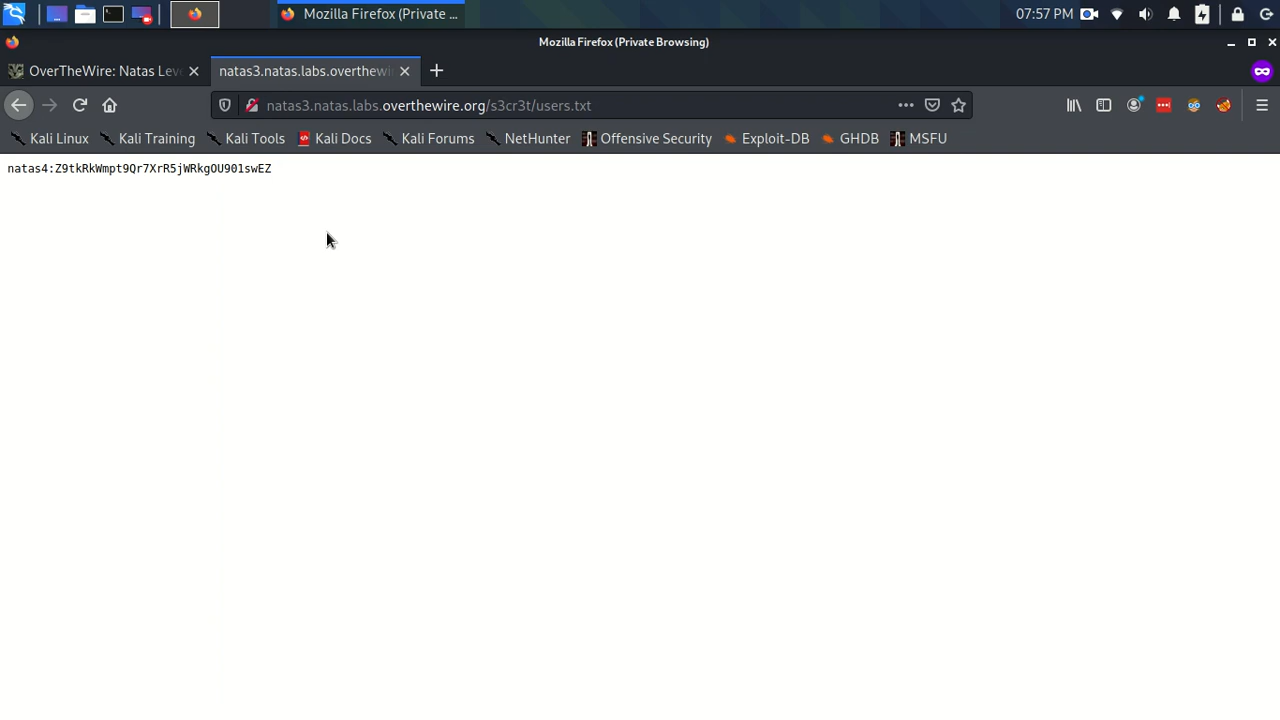 Mozilla Firefox (Private ...
07:57 PM
Mozilla Firefox (Private Browsing)
OverTheWire: Natas Leve
natas3.natas.labs.overthewi
natas3.natas.labs.overthewire.org/s3cr3t/users.txt
Kali Linux
Kali Training
Kali Tools
Kali Docs
Kali Forums
NetHunter
Offensive Security
Exploit-DB
GHDB
MSFU
natas4:Z9tkRkWmpt9Qr7XrR5jWRkgOU901swEZ